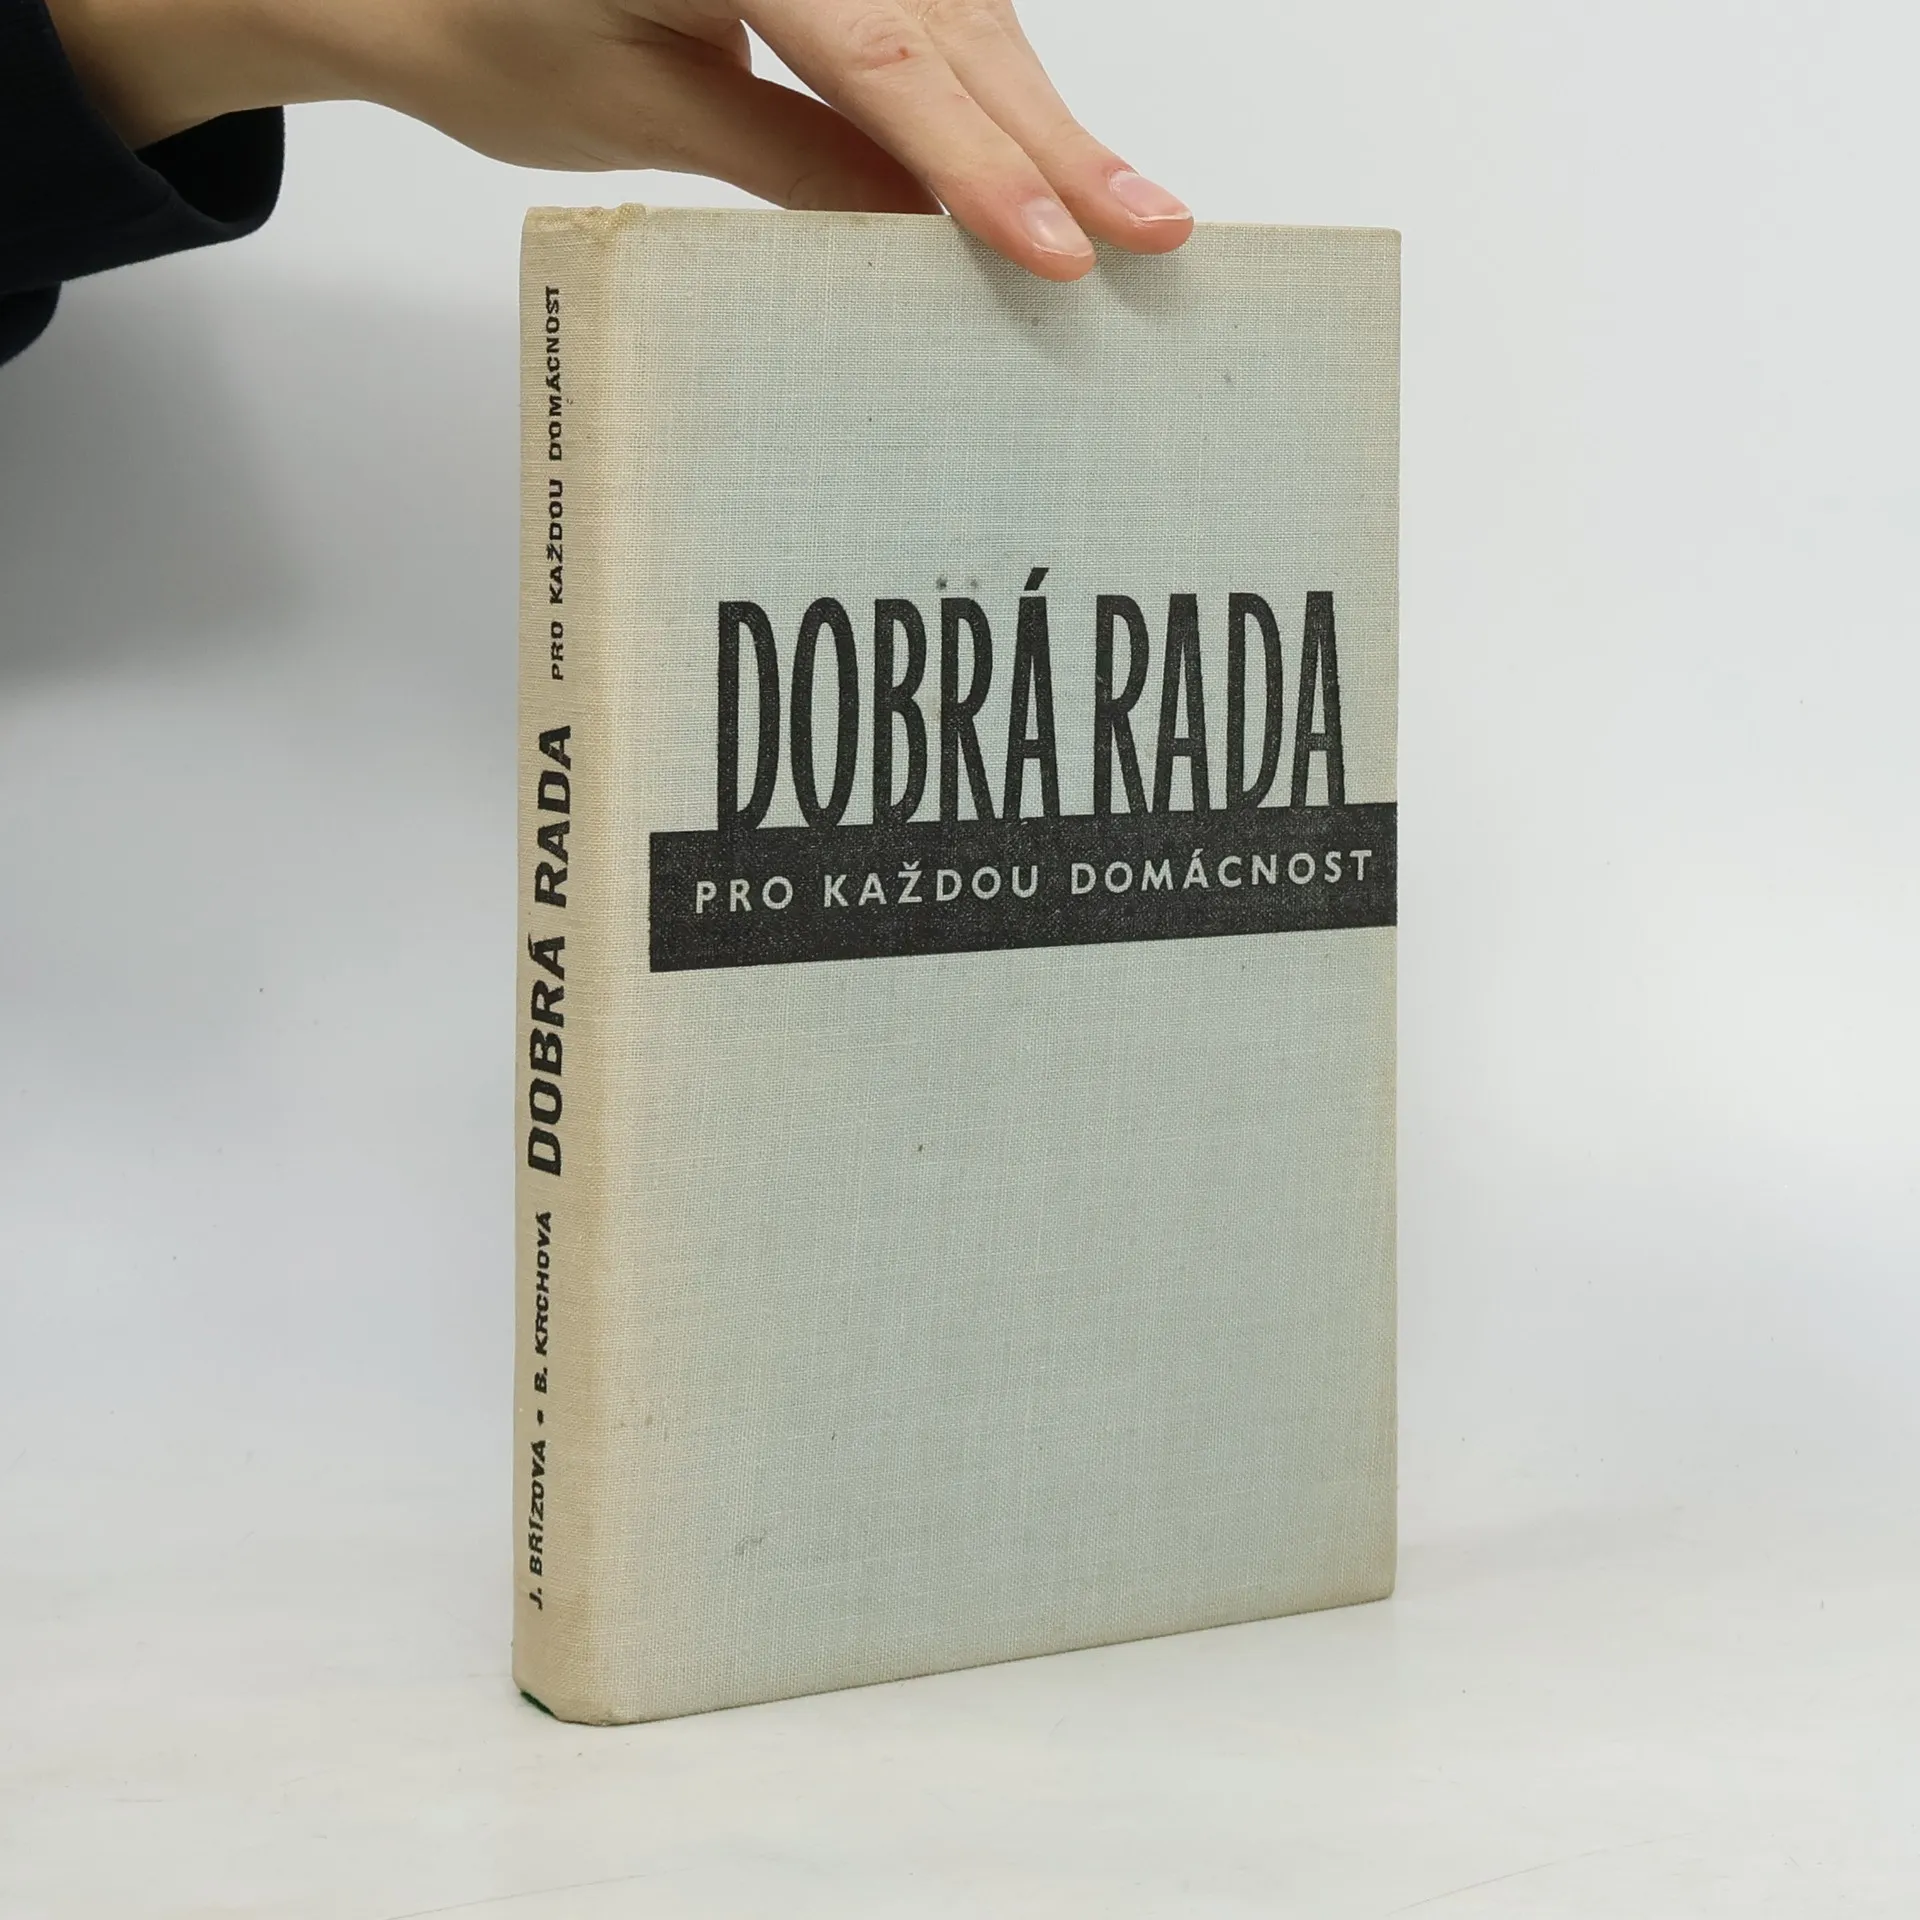 DOBRÁ RADA
PRO KAŽDOU DOMÁCNOST
J. BŘÍZOVÁ - B. KRCHOVÁ DOBRÁ RADA PRO KAŽDOU DOMÁCNOST